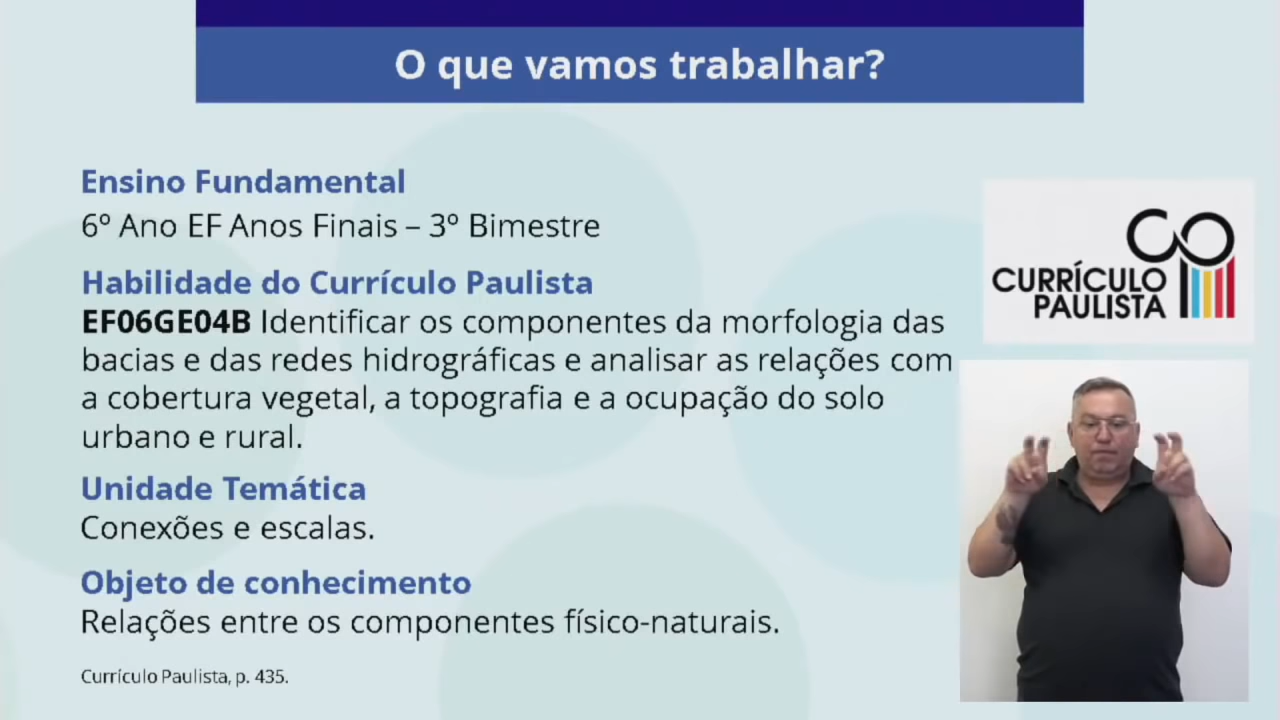 O que vamos trabalhar?
Ensino Fundamental
6º Ano EF Anos Finais – 3º Bimestre
Habilidade do Currículo Paulista
EF06GE04B Identificar os componentes da morfologia das
bacias e das redes hidrográficas e analisar as relações com
a cobertura vegetal, a topografia e a ocupação do solo
urbano e rural.
Unidade Temática
Conexões e escalas.
Objeto de conhecimento
Relações entre os componentes físico-naturais.
Currículo Paulista, p. 435.
CURRÍCULO
PAULISTA